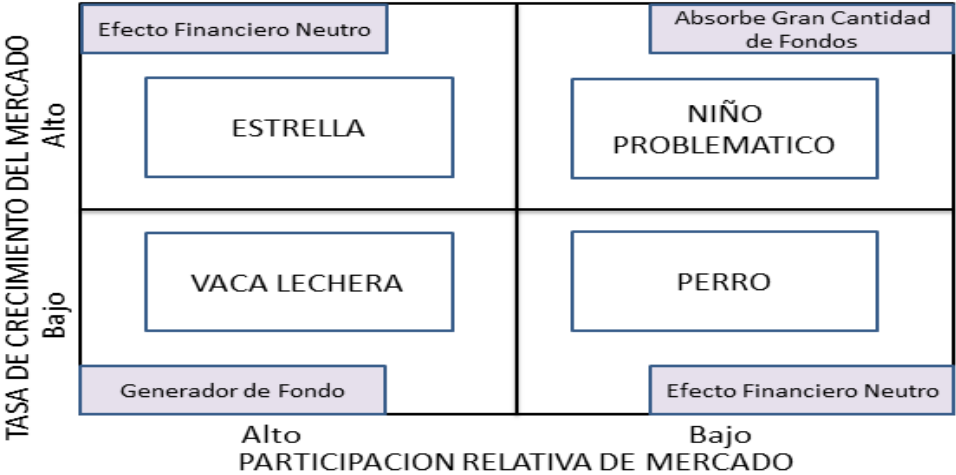 TASA DE CRECIMIENTO DEL MERCADO
Alto
Bajo
Efecto Financiero Neutro
Absorbe Gran Cantidad
de Fondos
ESTRELLA
NIÑO
PROBLEMATICO
VACA LECHERA
PERRO
Generador de Fondo
Efecto Financiero Neutro
Alto
Bajo
PARTICIPACION RELATIVA DE MERCADO